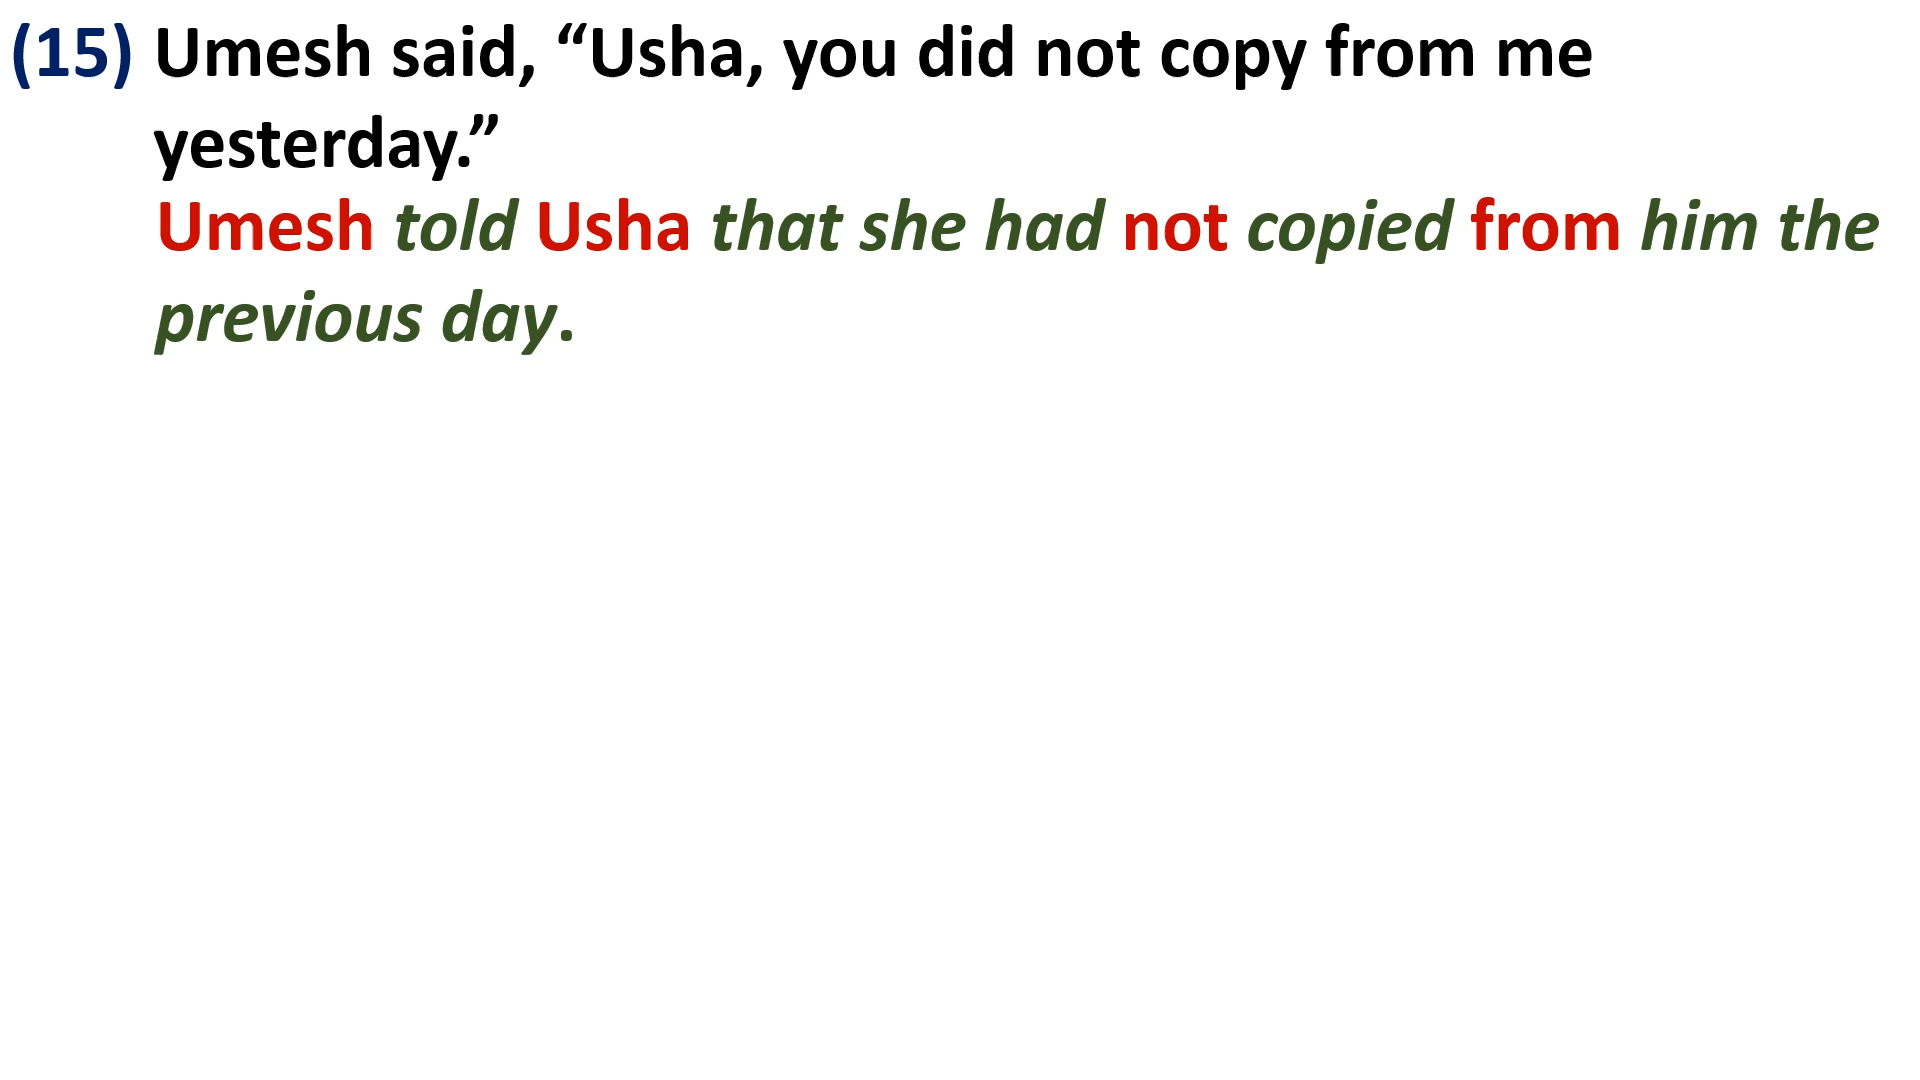 (15) Umesh said, “Usha, you did not copy from me
yesterday.”
Umesh told Usha that she had not copied from him the
previous day.